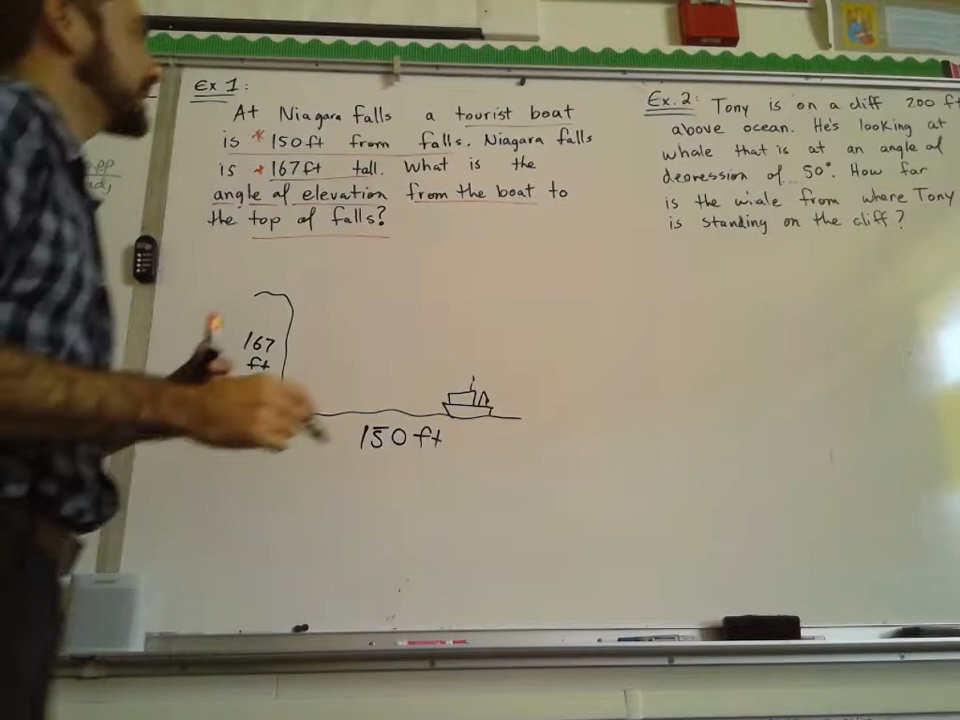 Ex 1:
At Niagara Falls a tourist boat
is * 150ft from falls. Niagara falls
is * 167ft tall. What is the
angle of elevation from the boat to
the top of falls?
Ex. 2: Tony is on a cliff 200 ft
above ocean. He's looking at
whale that is at an angle of
depression of 50°. How far
is the whale from where Tony
is standing on the cliff?
opp
adj
167
ft
150 ft